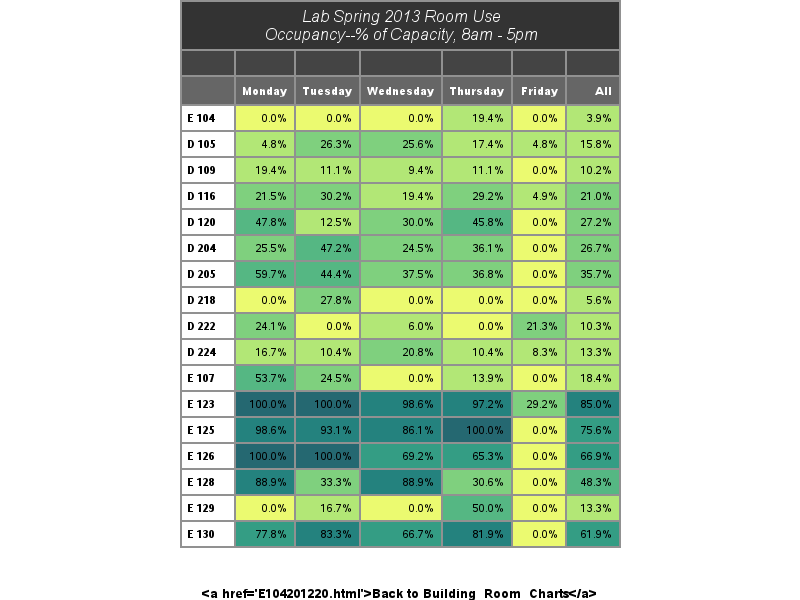 Lab Spring 2013 Room Use
Occupancy--% of Capacity, 8am - 5pm
Monday Tuesday Wednesday Thursday Friday All
E 104 0.0% 0.0% 0.0% 19.4% 0.0% 3.9%
D 105 4.8% 26.3% 25.6% 17.4% 4.8% 15.8%
D 109 19.4% 11.1% 9.4% 11.1% 0.0% 10.2%
D 116 21.5% 30.2% 19.4% 29.2% 4.9% 21.0%
D 120 47.8% 12.5% 30.0% 45.8% 0.0% 27.2%
D 204 25.5% 47.2% 24.5% 36.1% 0.0% 26.7%
D 205 59.7% 44.4% 37.5% 36.8% 0.0% 35.7%
D 218 0.0% 27.8% 0.0% 0.0% 0.0% 5.6%
D 222 24.1% 0.0% 6.0% 0.0% 21.3% 10.3%
D 224 16.7% 10.4% 20.8% 10.4% 8.3% 13.3%
E 107 53.7% 24.5% 0.0% 13.9% 0.0% 18.4%
E 123 100.0% 100.0% 98.6% 97.2% 29.2% 85.0%
E 125 98.6% 93.1% 86.1% 100.0% 0.0% 75.6%
E 126 100.0% 100.0% 69.2% 65.3% 0.0% 66.9%
E 128 88.9% 33.3% 88.9% 30.6% 0.0% 48.3%
E 129 0.0% 16.7% 0.0% 50.0% 0.0% 13.3%
E 130 77.8% 83.3% 66.7% 81.9% 0.0% 61.9%
<a href='E104201220.html'>Back to Building_Room_Charts</a>